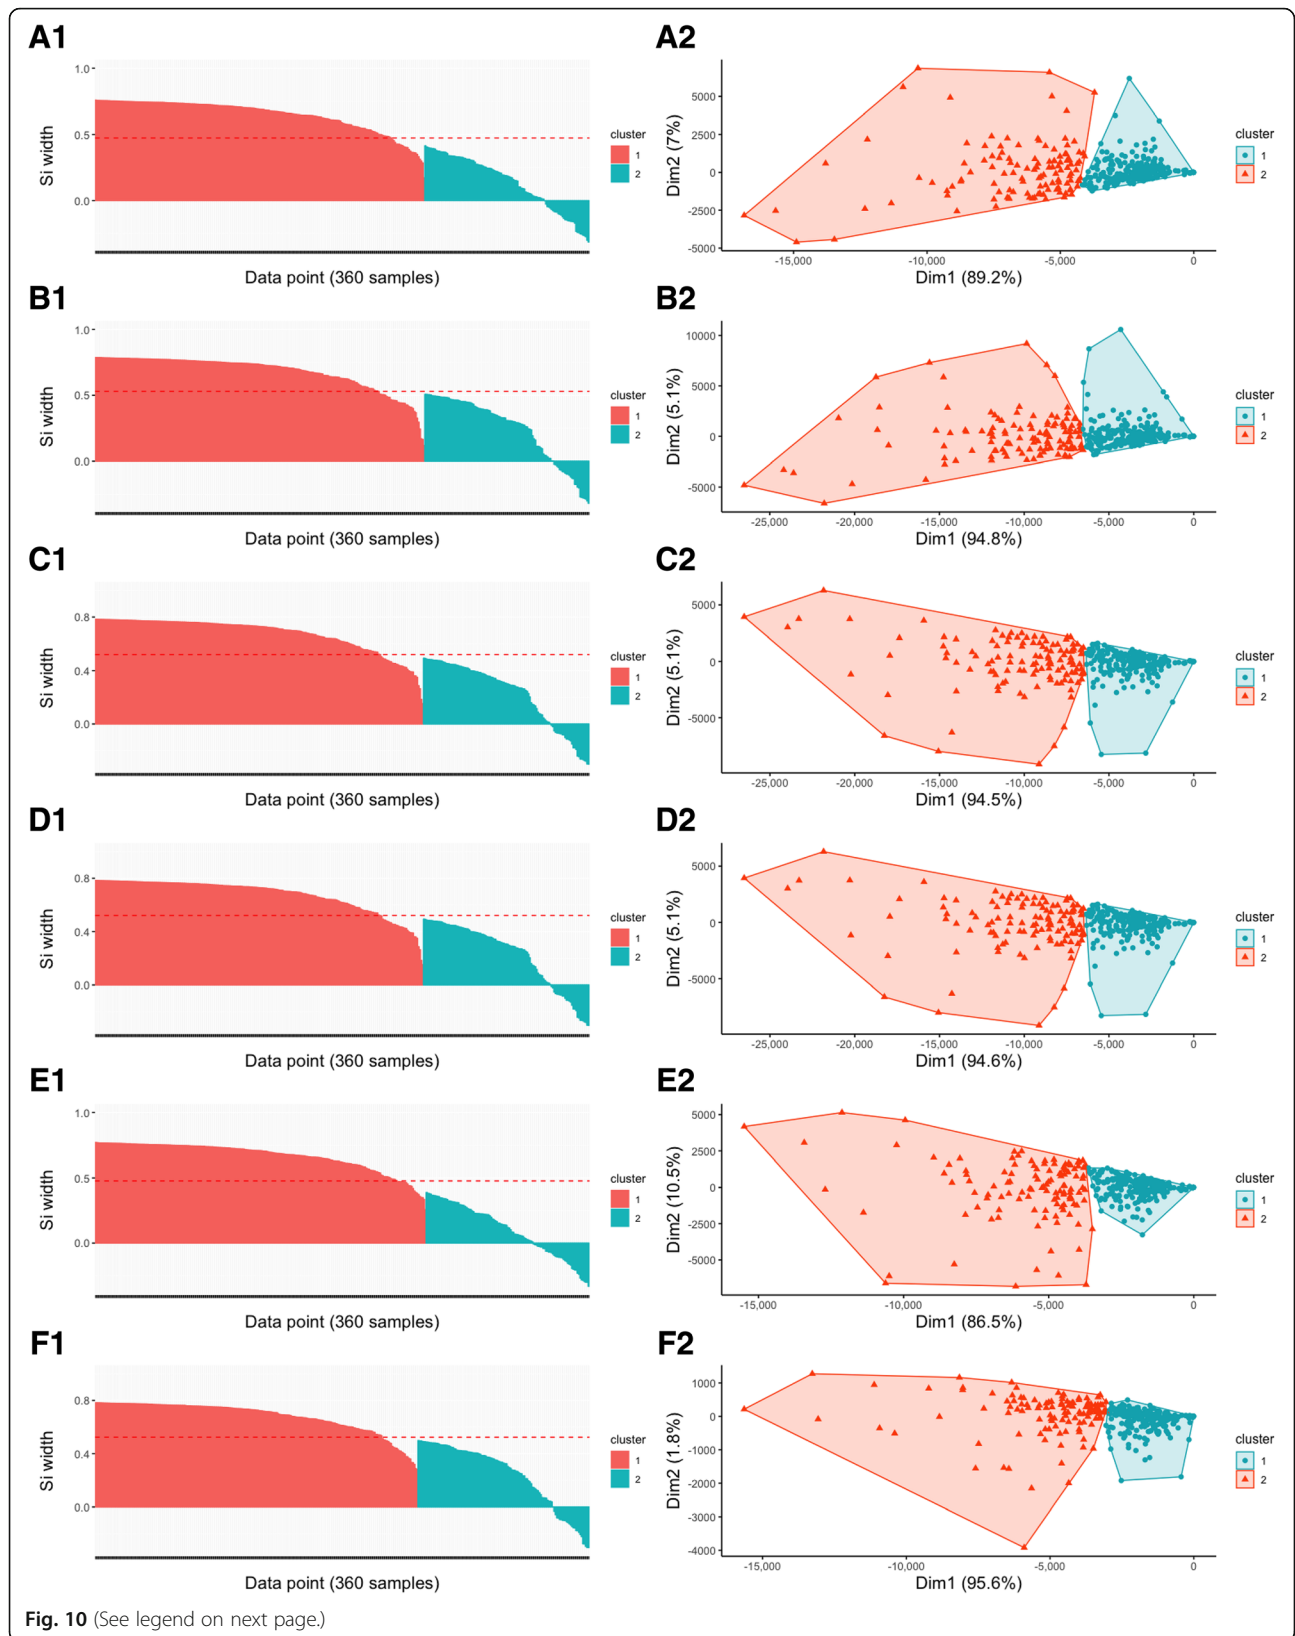 A1
1.0
0.5
0.0
Si width
Data point (360 samples)
cluster
1
2
A2
5000
2500
0
-2500
-5000
Dim2 (7%)
-15,000
-10,000
-5,000
0
Dim1 (89.2%)
cluster
1
2
B1
1.0
0.5
0.0
Si width
Data point (360 samples)
cluster
1
2
B2
10000
5000
0
-5000
Dim2 (5.1%)
-25,000
-20,000
-15,000
-10,000
-5,000
0
Dim1 (94.8%)
cluster
1
2
C1
0.8
0.4
0.0
Si width
Data point (360 samples)
cluster
1
2
C2
5000
0
-5000
Dim2 (5.1%)
-25,000
-20,000
-15,000
-10,000
-5,000
0
Dim1 (94.5%)
cluster
1
2
D1
0.8
0.4
0.0
Si width
Data point (360 samples)
cluster
1
2
D2
5000
0
-5000
Dim2 (5.1%)
-25,000
-20,000
-15,000
-10,000
-5,000
0
Dim1 (94.6%)
cluster
1
2
E1
1.0
0.5
0.0
Si width
Data point (360 samples)
cluster
1
2
E2
5000
2500
0
-2500
-5000
Dim2 (10.5%)
-15,000
-10,000
-5,000
0
Dim1 (86.5%)
cluster
1
2
F1
0.8
0.4
0.0
Si width
Data point (360 samples)
cluster
1
2
F2
1000
0
-1000
-2000
-3000
-4000
Dim2 (1.8%)
-15,000
-10,000
-5,000
0
Dim1 (95.6%)
cluster
1
2
Fig. 10 (See legend on next page.)